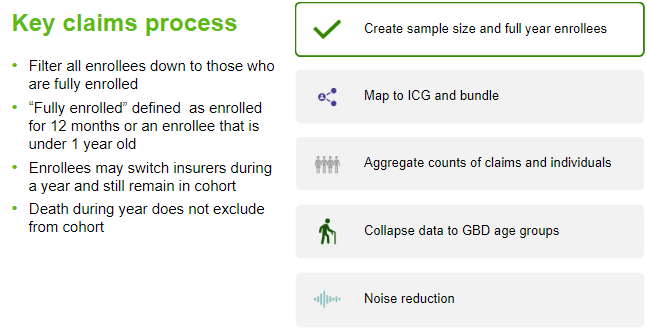 Key claims process
• Filter all enrollees down to those who
are fully enrolled
• “Fully enrolled” defined as enrolled
for 12 months or an enrollee that is
under 1 year old
• Enrollees may switch insurers during
a year and still remain in cohort
• Death during year does not exclude
from cohort
Create sample size and full year enrollees
Map to ICG and bundle
Aggregate counts of claims and individuals
Collapse data to GBD age groups
Noise reduction